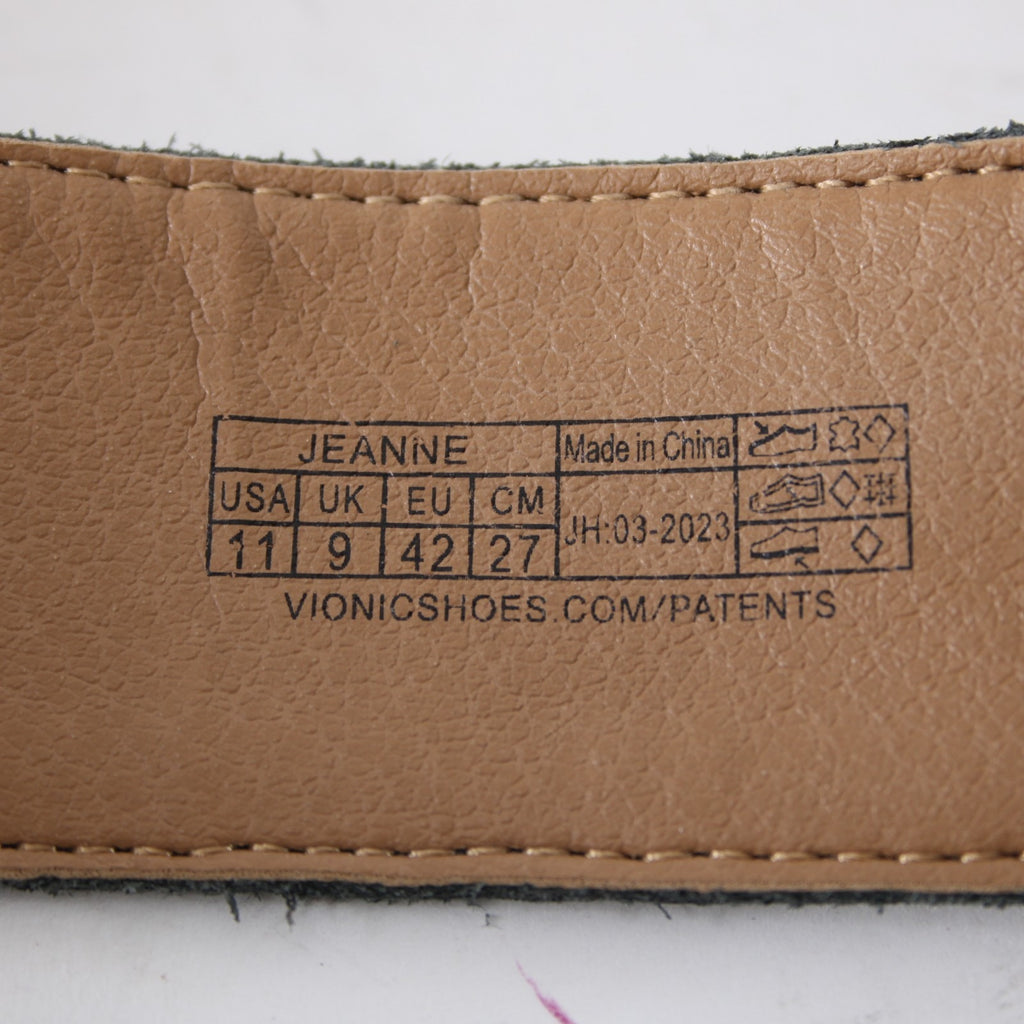 JEANNE Made in China
USA UK EU CM
11 9 42 27 JH:03-2023
VIONICSHOES.COM/PATENTS